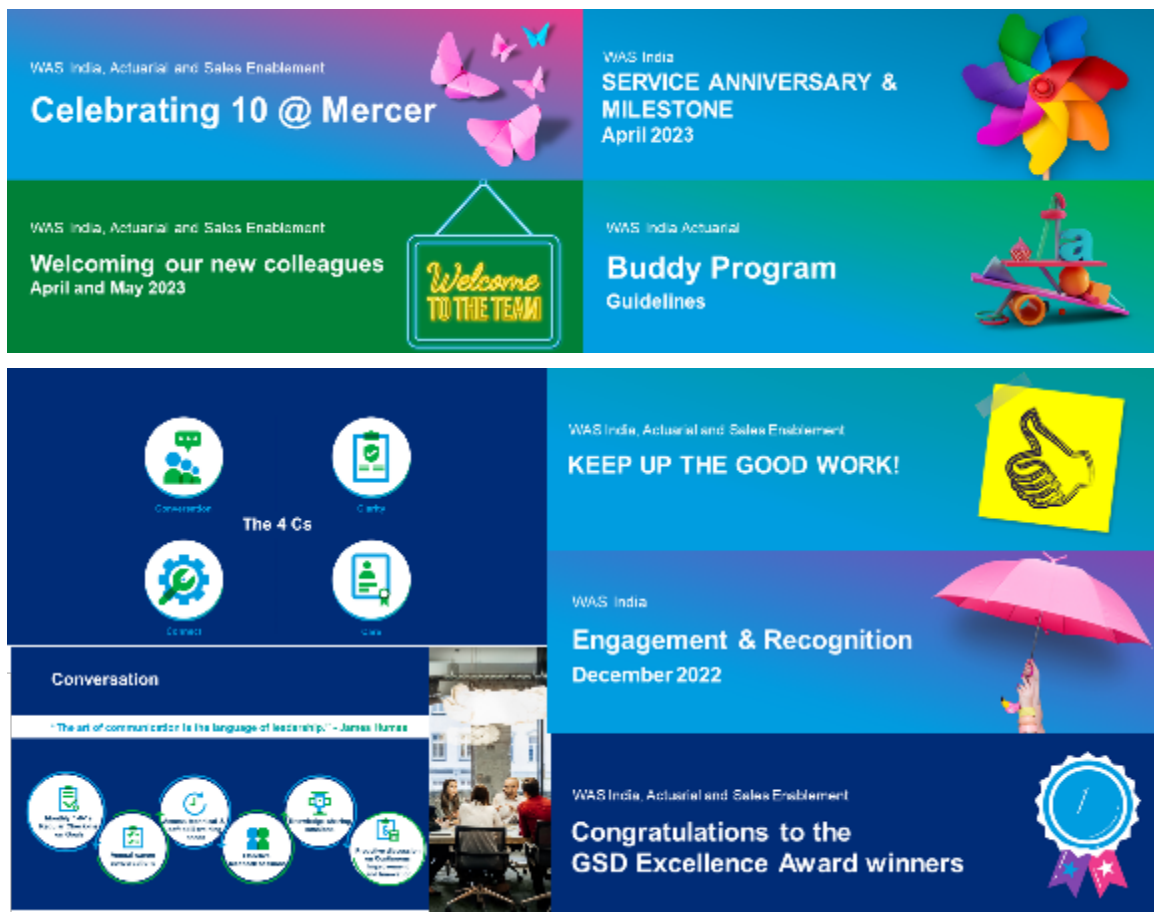 WAS India, Actuarial and Sales Enablement
Celebrating 10 @ Mercer
WAS India
SERVICE ANNIVERSARY &
MILESTONE
April 2023
WAS India, Actuarial and Sales Enablement
Welcoming our new colleagues
April and May 2023
Welcome
TO THE TEAM
WAS India Actuarial
Buddy Program
Guidelines
Conversation
Clarity
The 4 Cs
Connect
Care
WAS India, Actuarial and Sales Enablement
KEEP UP THE GOOD WORK!
WAS India
Engagement & Recognition
December 2022
Conversation
"The art of communication is the language of leadership." - James Humes
Monthly
Annual
Knowledge sharing
WAS India, Actuarial and Sales Enablement
Congratulations to the
GSD Excellence Award winners